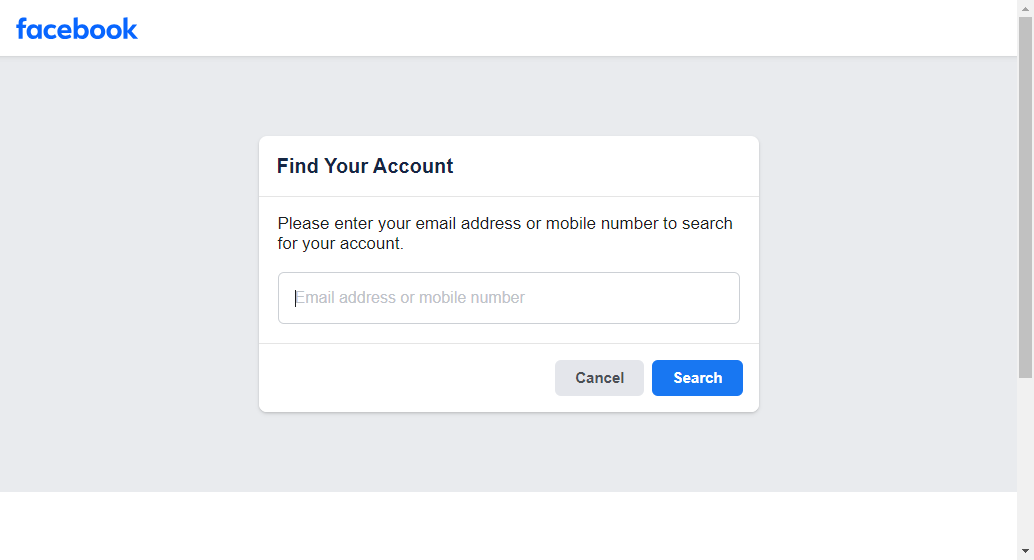 facebook
Find Your Account
Please enter your email address or mobile number to search
for your account.
Email address or mobile number
Cancel
Search